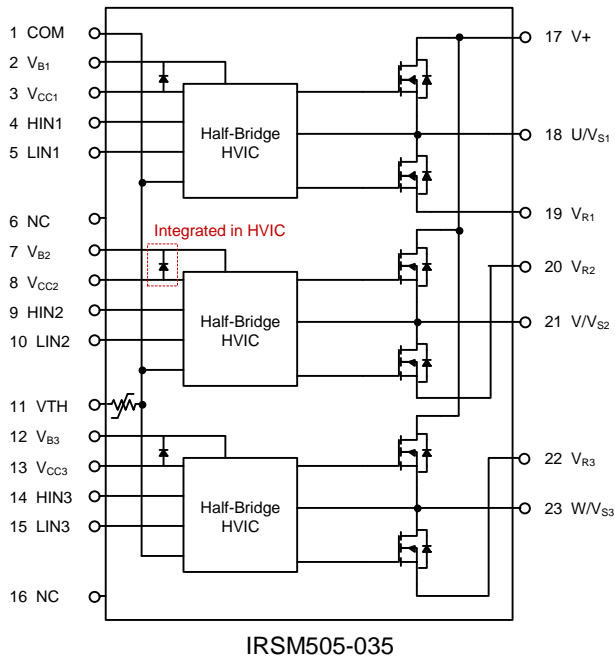 1 COM
2 VB1
3 VCC1
4 HIN1
5 LIN1
6 NC
7 VB2
8 VCC2
9 HIN2
10 LIN2
11 VTH
12 VB3
13 VCC3
14 HIN3
15 LIN3
16 NC
Half-Bridge
HVIC
Integrated in HVIC
Half-Bridge
HVIC
Half-Bridge
HVIC
17 V+
18 U/VS1
19 VR1
20 VR2
21 V/VS2
22 VR3
23 W/VS3
IRSM505-035